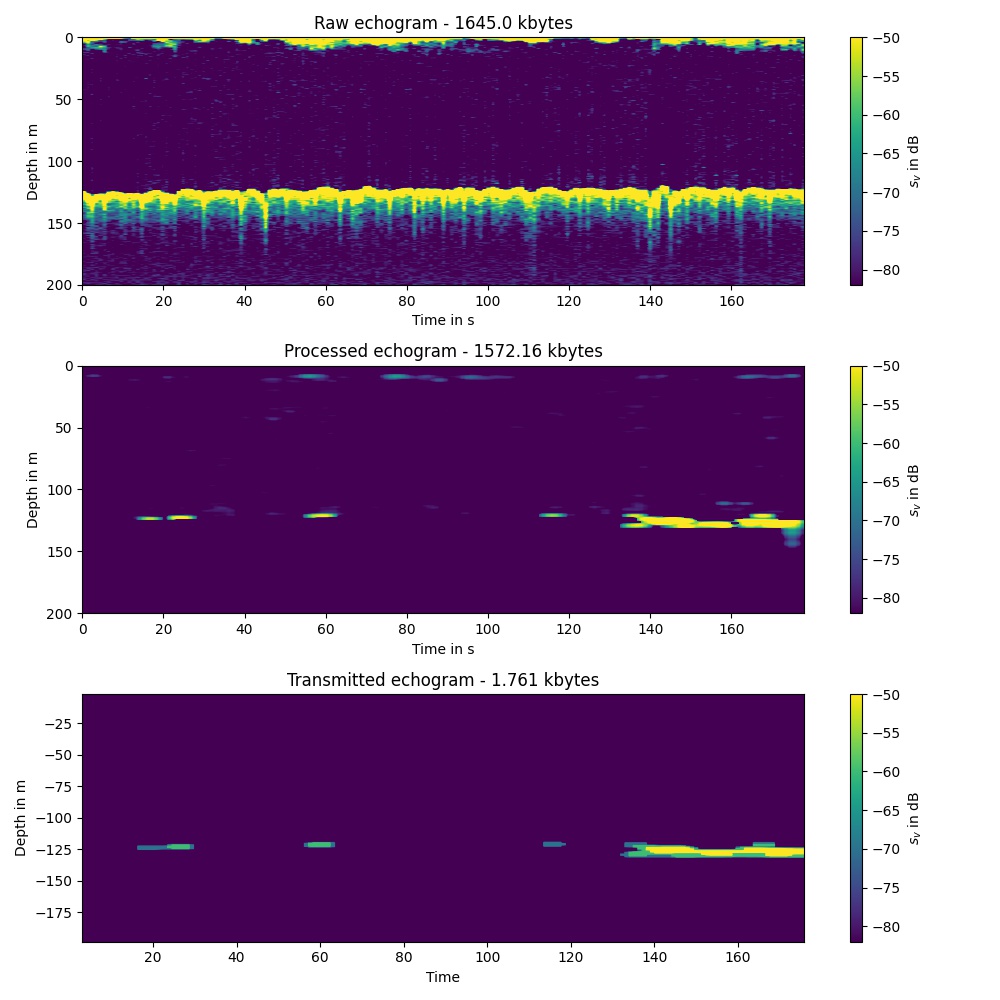 Raw echogram - 1645.0 kbytes
0
50
100
150
200
Depth in m
0 20 40 60 80 100 120 140 160
Time in s
−50
−55
−60
−65
−70
−75
−80
sv in dB
Processed echogram - 1572.16 kbytes
0
50
100
150
200
Depth in m
0 20 40 60 80 100 120 140 160
Time in s
−50
−55
−60
−65
−70
−75
−80
sv in dB
Transmitted echogram - 1.761 kbytes
−25
−50
−75
−100
−125
−150
−175
Depth in m
20 40 60 80 100 120 140 160
Time
−50
−55
−60
−65
−70
−75
−80
sv in dB